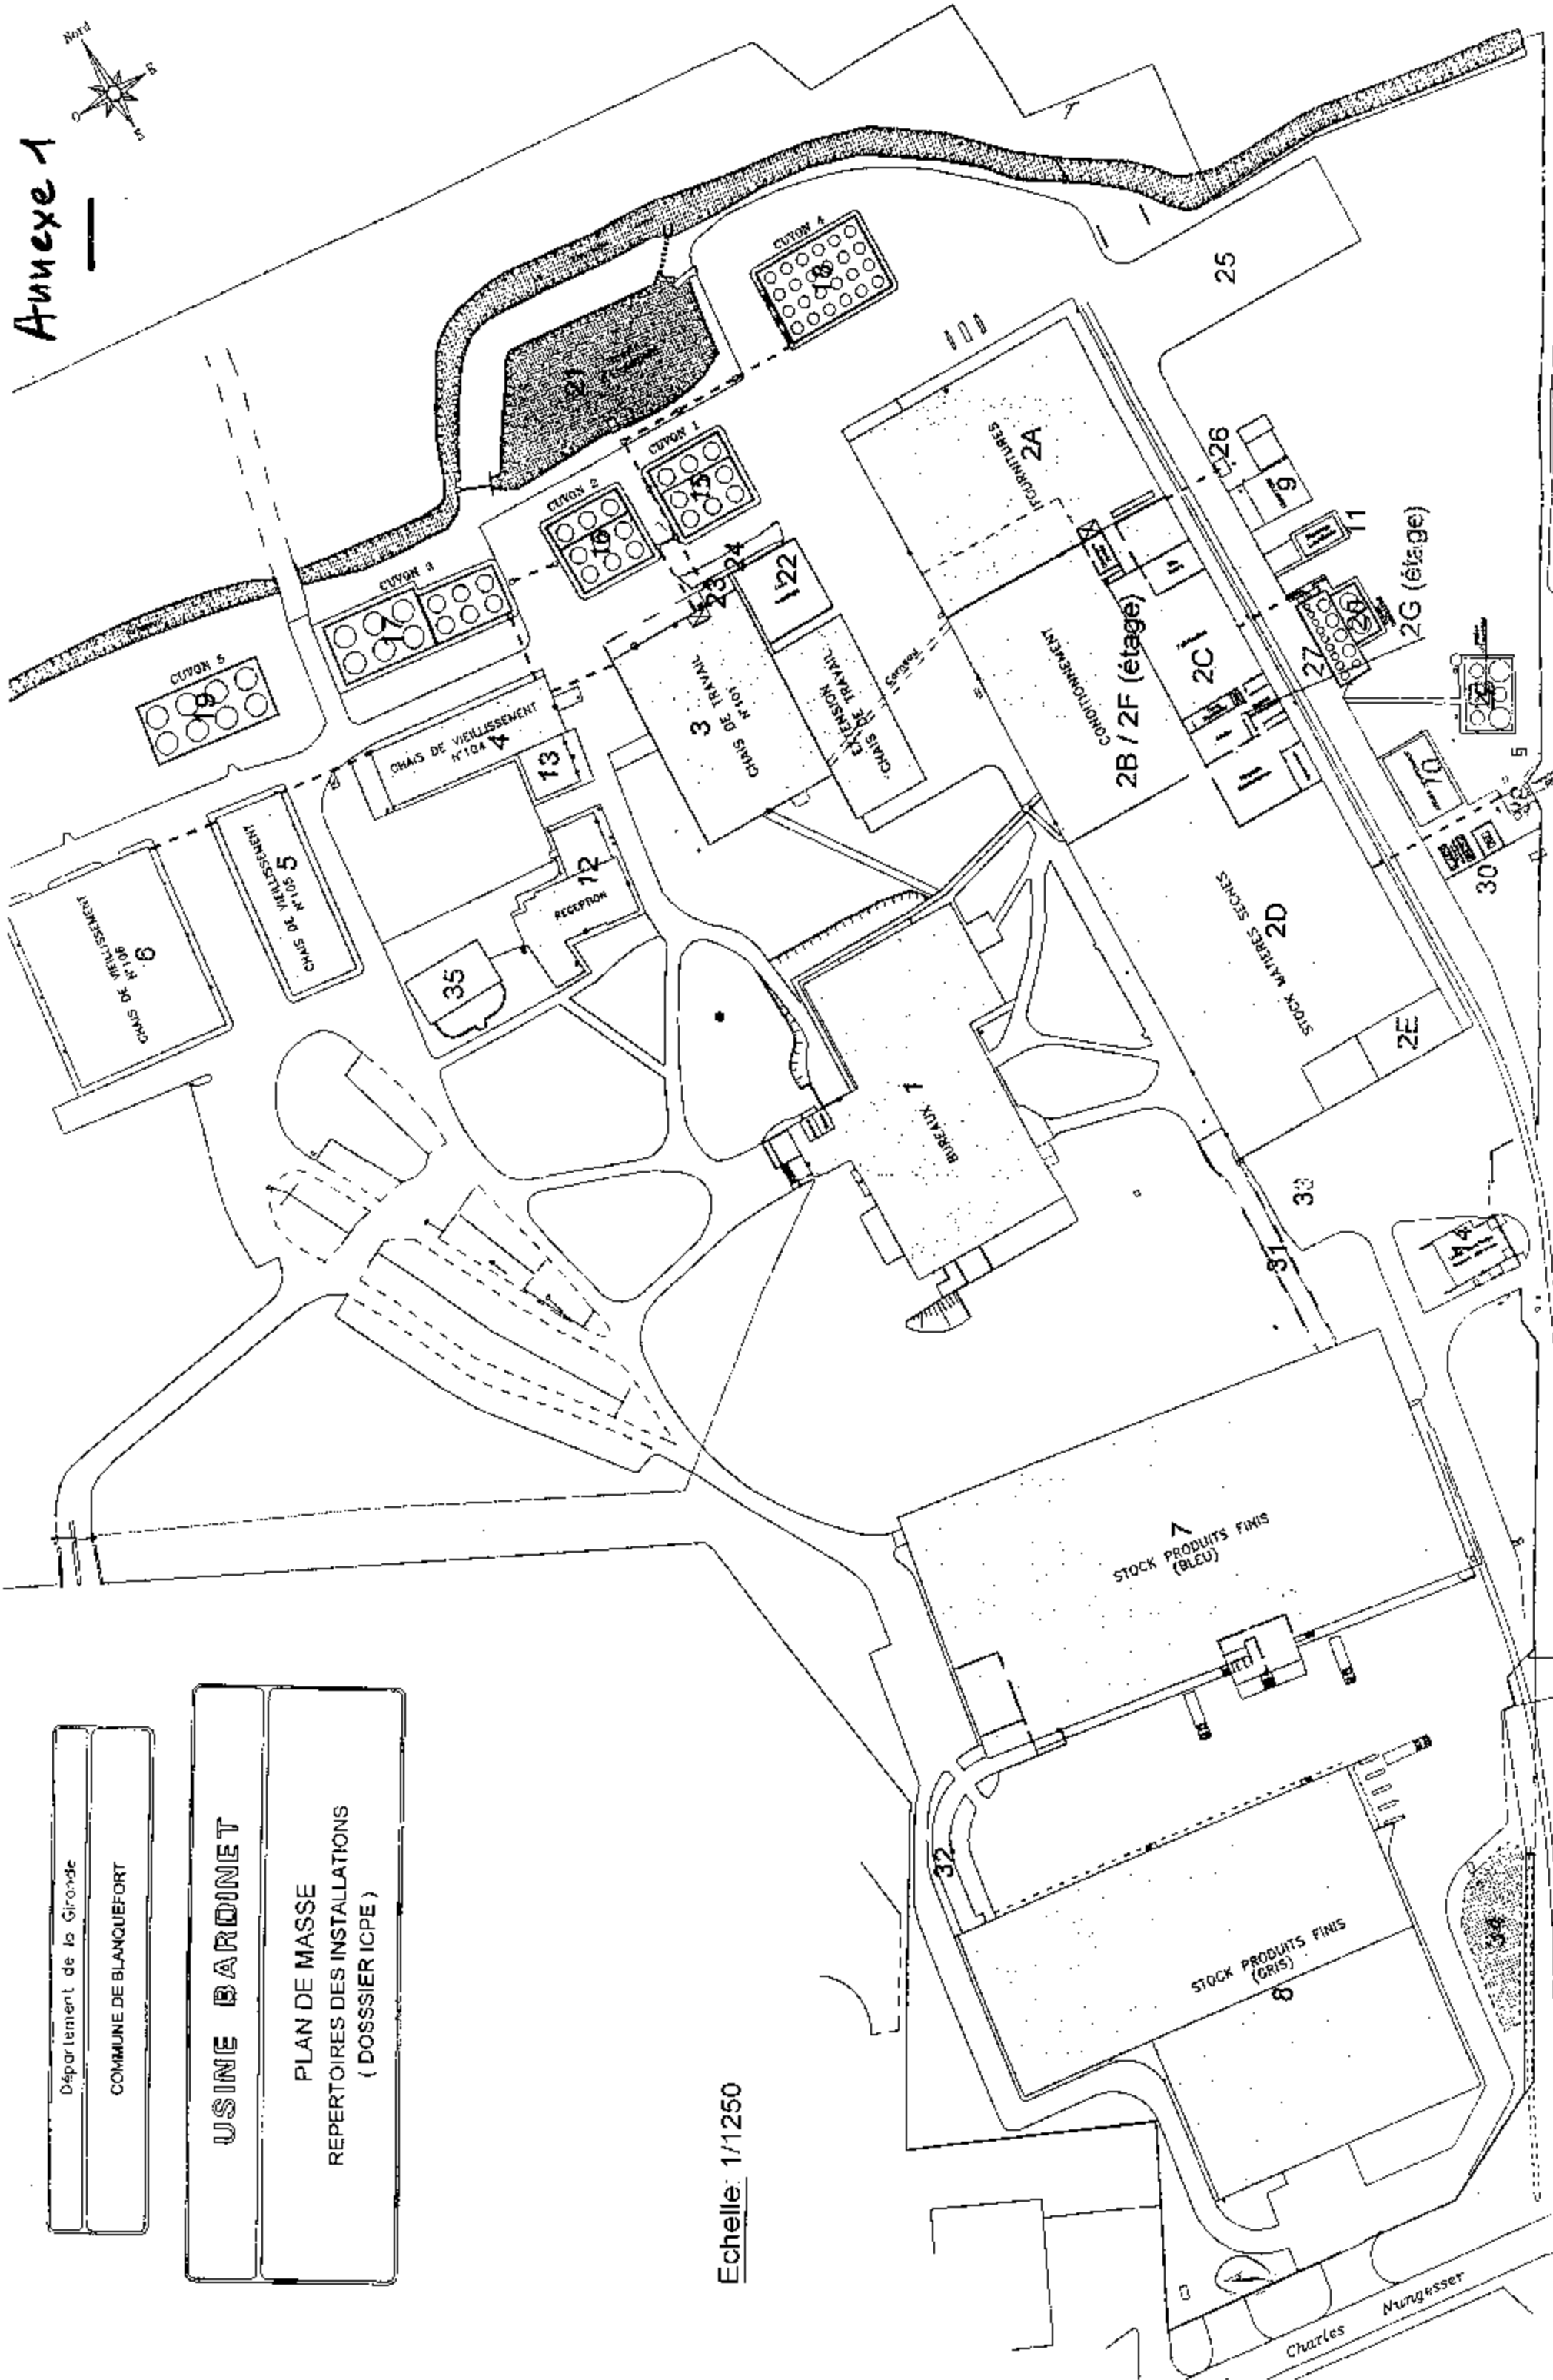 Annexe 1
Nord
E
O
Département de la Gironde
COMMUNE DE BLANQUEFORT
USINE BARDINET
PLAN DE MASSE
REPERTOIRES DES INSTALLATIONS
( DOSSSIER ICPE )
Echelle: 1/1250
6
CHAIS DE VIEILLISSEMENT
N°106
CHAIS DE VIEILLISSEMENT
N°105
5
CUVON 5
19
CUVON 3
17
CHAIS DE VIEILLISSEMENT
N°104
4
13
12
RECEPTION
35
CUVON 2
16
CUVON 1
15
CUVON 4
18
21
23
24
22
3
CHAIS DE TRAVAIL
N°101
EXTENSION
CHAIS DE TRAVAIL
25
2A
FOURNITURES
CONDITIONNEMENT
2B / 2F (étage)
2C
26
9
11
27
20
2G (étage)
10
30
2D
STOCK MATIERES SECHES
2E
BUREAUX 1
31
33
7
STOCK PRODUITS FINIS
(BLEU)
32
STOCK PRODUITS FINIS
(GRIS)
8
34
Charles Nungesser